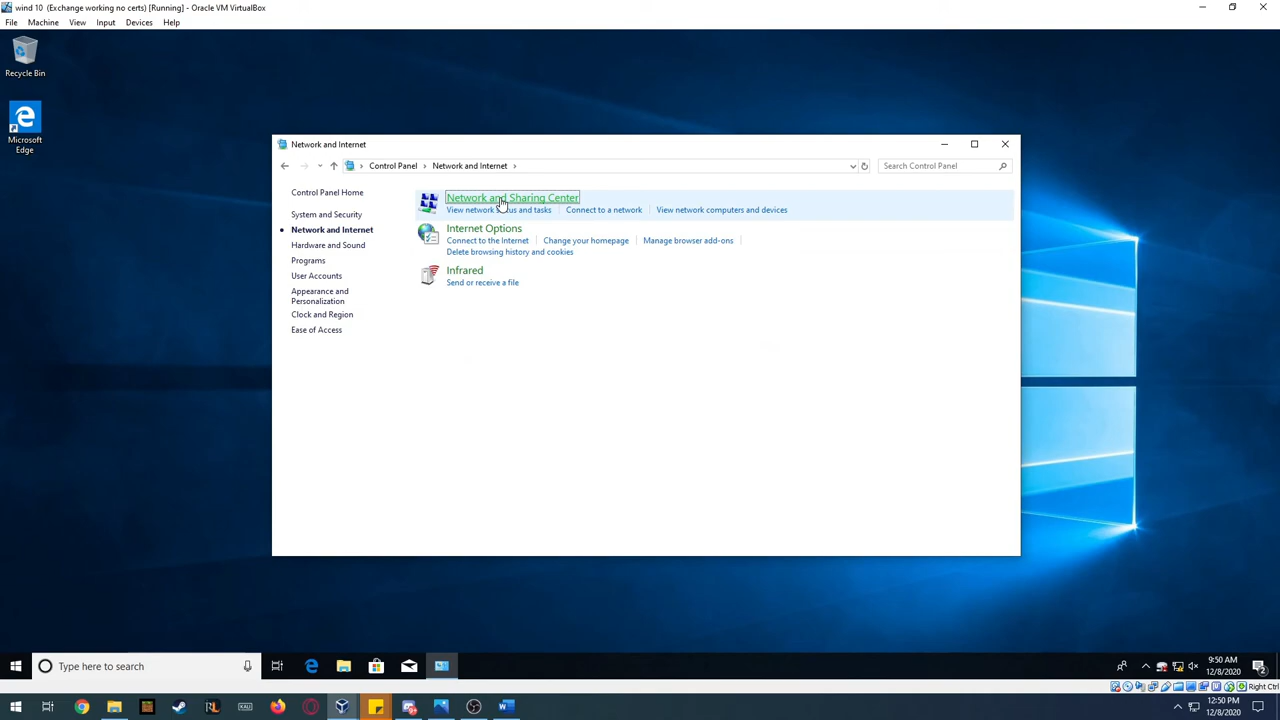 wind 10 (Exchange working no certs) [Running] - Oracle VM VirtualBox
File Machine View Input Devices Help
Recycle Bin
Microsoft
Edge
Network and Internet
Control Panel Network and Internet
Search Control Panel
Control Panel Home
System and Security
Network and Internet
Hardware and Sound
Programs
User Accounts
Appearance and
Personalization
Clock and Region
Ease of Access
Network and Sharing Center
View network status and tasks Connect to a network View network computers and devices
Internet Options
Connect to the Internet Change your homepage Manage browser add-ons
Delete browsing history and cookies
Infrared
Send or receive a file
Type here to search
9:50 AM
12/8/2020
2
Right Ctrl
KALI
12:50 PM
12/8/2020